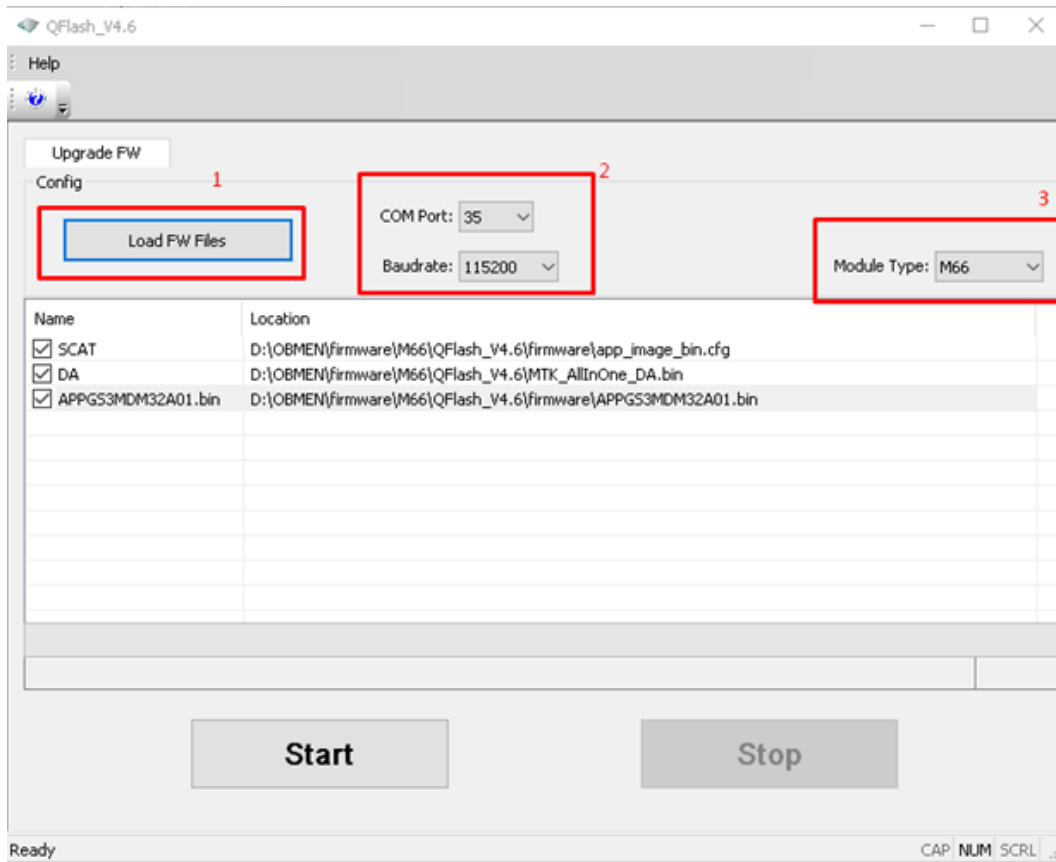 QFlash_V4.6
Help
Upgrade FW
Config
1
2
3
Load FW Files
COM Port: 35
Baudrate: 115200
Module Type: M66
Name Location
SCAT D:\OBMEN\firmware\M66\QFlash_V4.6\firmware\app_image_bin.cfg
DA D:\OBMEN\firmware\M66\QFlash_V4.6\MTK_AllInOne_DA.bin
APPGS3MDM32A01.bin D:\OBMEN\firmware\M66\QFlash_V4.6\firmware\APPGS3MDM32A01.bin
Start Stop
Ready CAP NUM SCRL